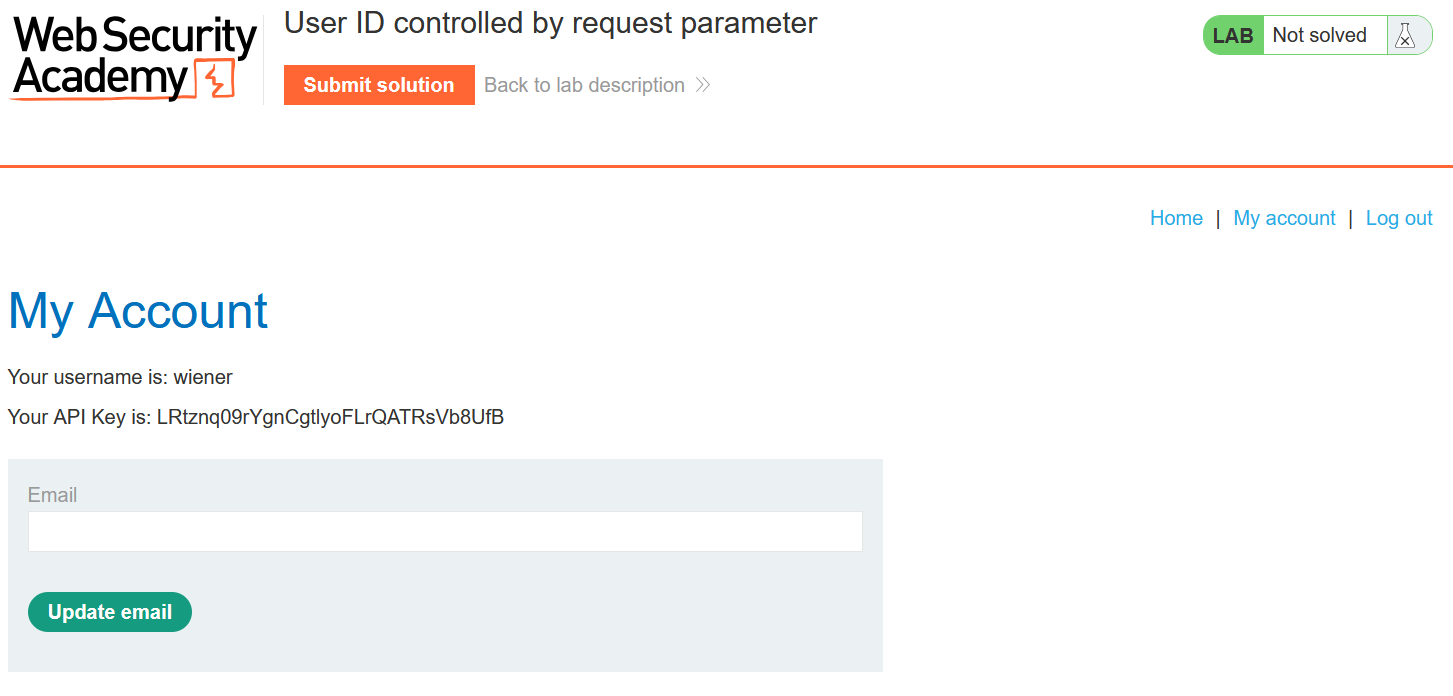 Web Security
Academy
User ID controlled by request parameter
Submit solution
Back to lab description
LAB
Not solved
Home | My account | Log out
My Account
Your username is: wiener
Your API Key is: LRtznq09rYgnCgtlyoFLrQATRsVb8UfB
Email
Update email